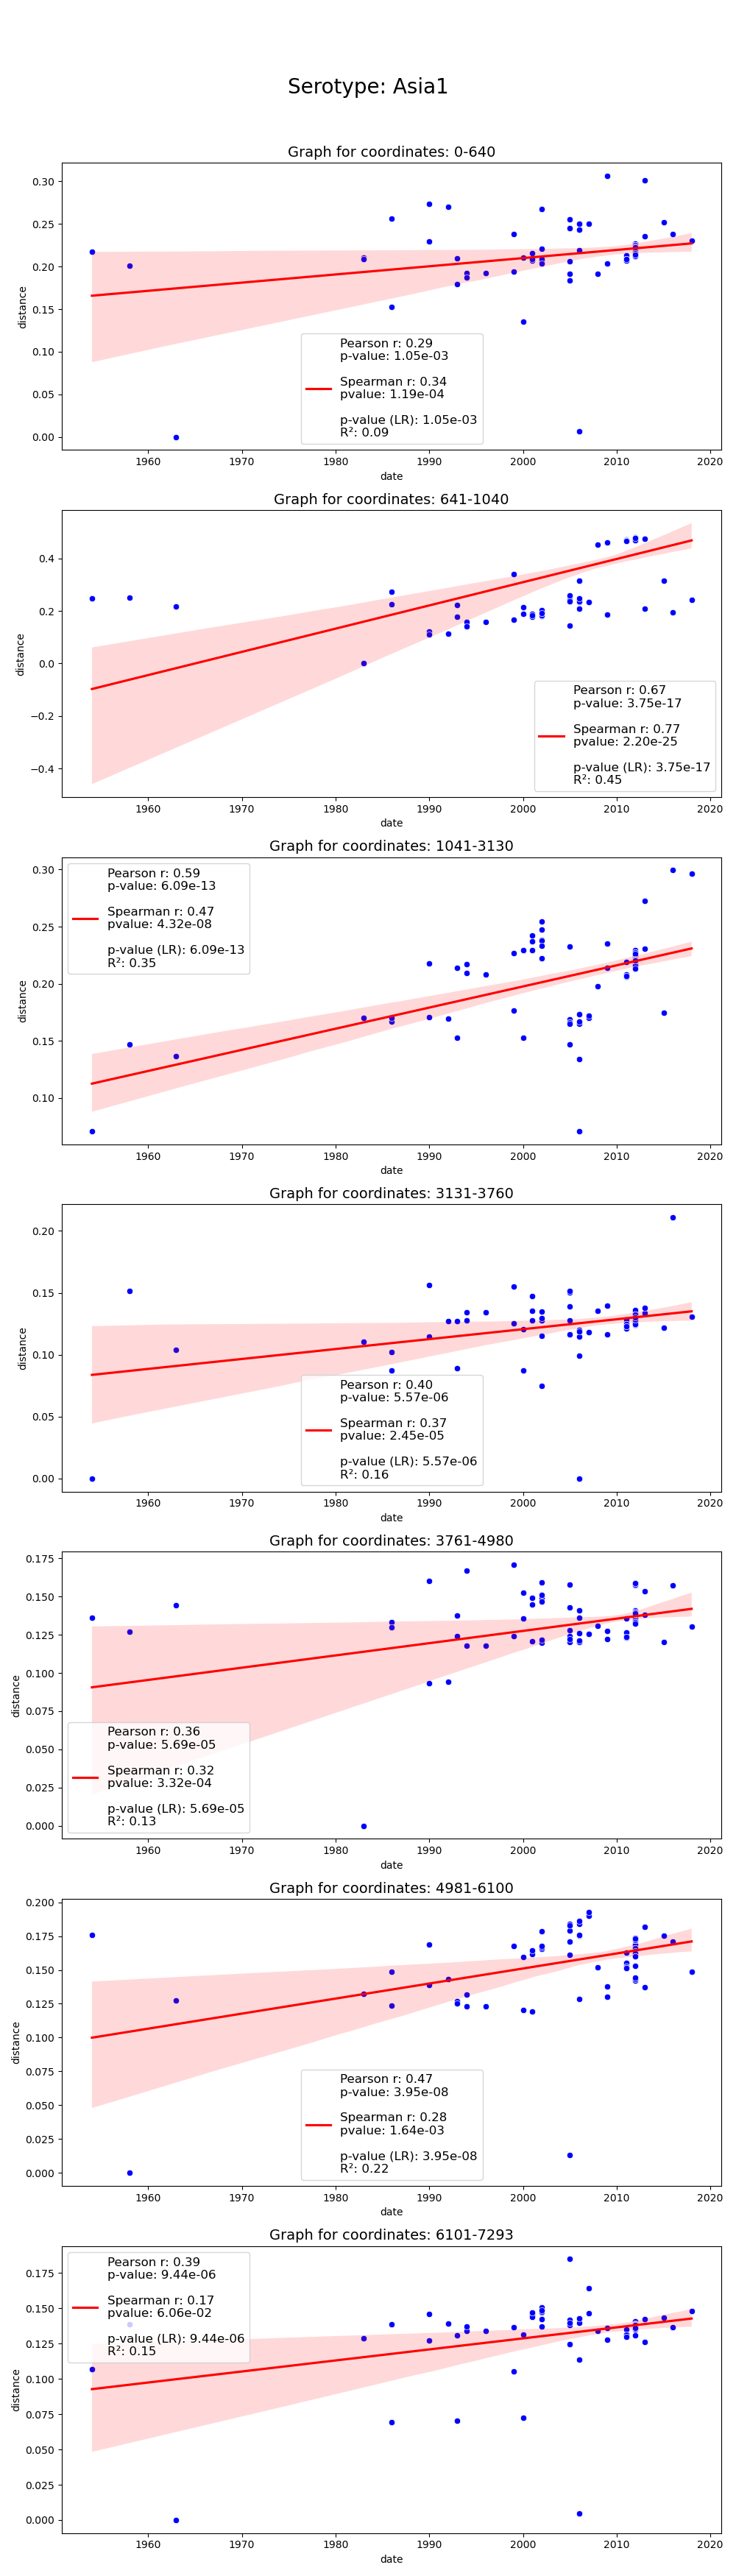 Serotype: Asia1
Graph for coordinates: 0-640
0.30
0.25
0.20
0.15
0.10
0.05
0.00
distance
Pearson r: 0.29
p-value: 1.05e-03
Spearman r: 0.34
pvalue: 1.19e-04
p-value (LR): 1.05e-03
R²: 0.09
1960 1970 1980 1990 2000 2010 2020
date
Graph for coordinates: 641-1040
0.4
0.2
0.0
−0.2
−0.4
distance
Pearson r: 0.67
p-value: 3.75e-17
Spearman r: 0.77
pvalue: 2.20e-25
p-value (LR): 3.75e-17
R²: 0.45
1960 1970 1980 1990 2000 2010 2020
date
Graph for coordinates: 1041-3130
0.30
0.25
0.20
0.15
0.10
distance
Pearson r: 0.59
p-value: 6.09e-13
Spearman r: 0.47
pvalue: 4.32e-08
p-value (LR): 6.09e-13
R²: 0.35
1960 1970 1980 1990 2000 2010 2020
date
Graph for coordinates: 3131-3760
0.20
0.15
0.10
0.05
0.00
distance
Pearson r: 0.40
p-value: 5.57e-06
Spearman r: 0.37
pvalue: 2.45e-05
p-value (LR): 5.57e-06
R²: 0.16
1960 1970 1980 1990 2000 2010 2020
date
Graph for coordinates: 3761-4980
0.175
0.150
0.125
0.100
0.075
0.050
0.025
0.000
distance
Pearson r: 0.36
p-value: 5.69e-05
Spearman r: 0.32
pvalue: 3.32e-04
p-value (LR): 5.69e-05
R²: 0.13
1960 1970 1980 1990 2000 2010 2020
date
Graph for coordinates: 4981-6100
0.200
0.175
0.150
0.125
0.100
0.075
0.050
0.025
0.000
distance
Pearson r: 0.47
p-value: 3.95e-08
Spearman r: 0.28
pvalue: 1.64e-03
p-value (LR): 3.95e-08
R²: 0.22
1960 1970 1980 1990 2000 2010 2020
date
Graph for coordinates: 6101-7293
0.175
0.150
0.125
0.100
0.075
0.050
0.025
0.000
distance
Pearson r: 0.39
p-value: 9.44e-06
Spearman r: 0.17
pvalue: 6.06e-02
p-value (LR): 9.44e-06
R²: 0.15
1960 1970 1980 1990 2000 2010 2020
date